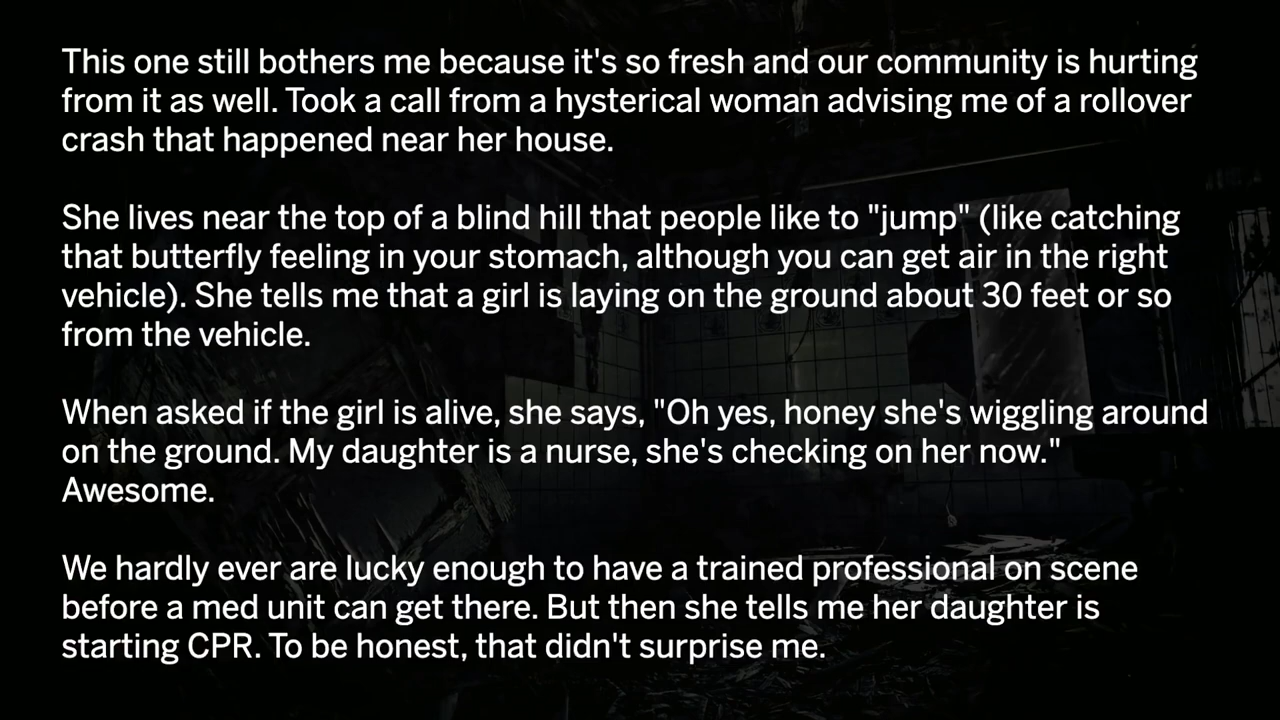 This one still bothers me because it's so fresh and our community is hurting
from it as well. Took a call from a hysterical woman advising me of a rollover
crash that happened near her house.
She lives near the top of a blind hill that people like to "jump" (like catching
that butterfly feeling in your stomach, although you can get air in the right
vehicle). She tells me that a girl is laying on the ground about 30 feet or so
from the vehicle.
When asked if the girl is alive, she says, "Oh yes, honey she's wiggling around
on the ground. My daughter is a nurse, she's checking on her now."
Awesome.
We hardly ever are lucky enough to have a trained professional on scene
before a med unit can get there. But then she tells me her daughter is
starting CPR. To be honest, that didn't surprise me.